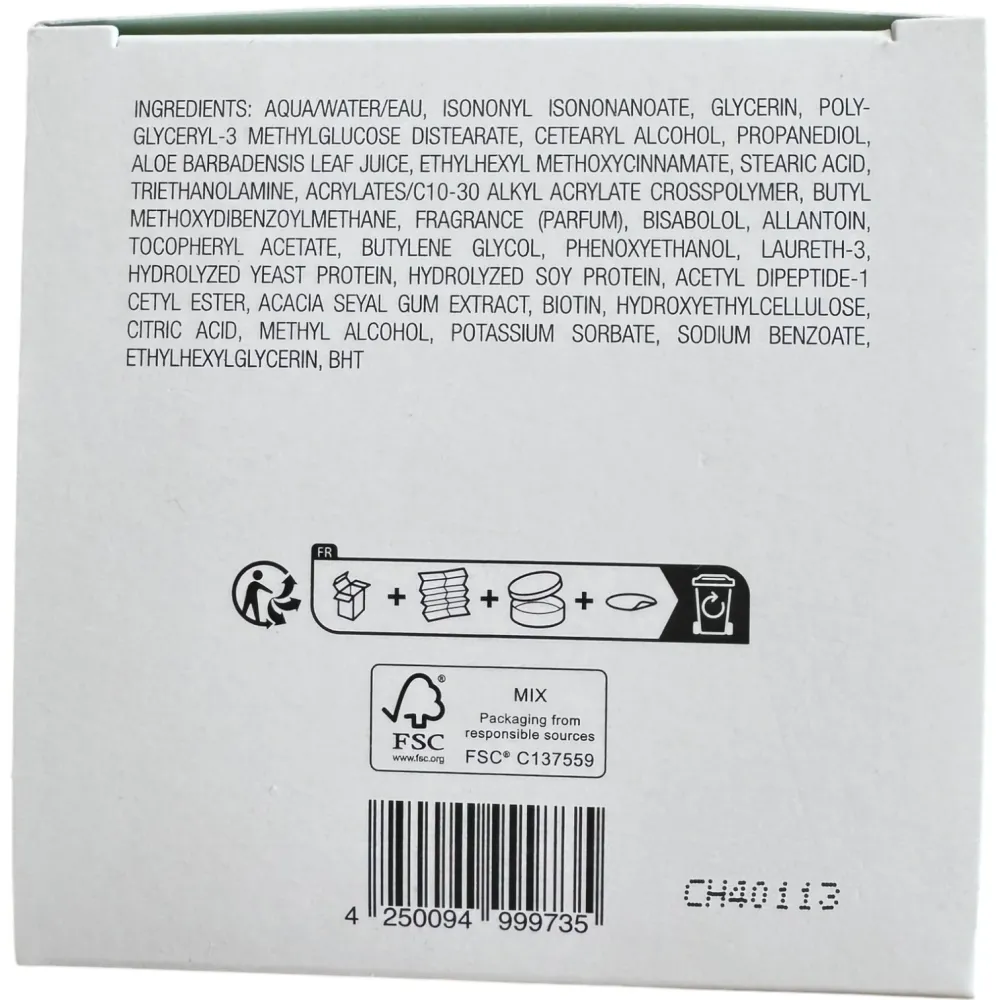 INGREDIENTS: AQUA/WATER/EAU, ISONONYL ISONONANOATE, GLYCERIN, POLY-
GLYCERYL-3 METHYLGLUCOSE DISTEARATE, CETEARYL ALCOHOL, PROPANEDIOL,
ALOE BARBADENSIS LEAF JUICE, ETHYLHEXYL METHOXYCINNAMATE, STEARIC ACID,
TRIETHANOLAMINE, ACRYLATES/C10-30 ALKYL ACRYLATE CROSSPOLYMER, BUTYL
METHOXYDIBENZOYLMETHANE, FRAGRANCE (PARFUM), BISABOLOL, ALLANTOIN,
TOCOPHERYL ACETATE, BUTYLENE GLYCOL, PHENOXYETHANOL, LAURETH-3,
HYDROLYZED YEAST PROTEIN, HYDROLYZED SOY PROTEIN, ACETYL DIPEPTIDE-1
CETYL ESTER, ACACIA SEYAL GUM EXTRACT, BIOTIN, HYDROXYETHYLCELLULOSE,
CITRIC ACID, METHYL ALCOHOL, POTASSIUM SORBATE, SODIUM BENZOATE,
ETHYLHEXYLGLYCERIN, BHT
FR
+ + +
®
FSC
www.fsc.org
MIX
Packaging from
responsible sources
FSC® C137559
4 250094 999735
CH40113